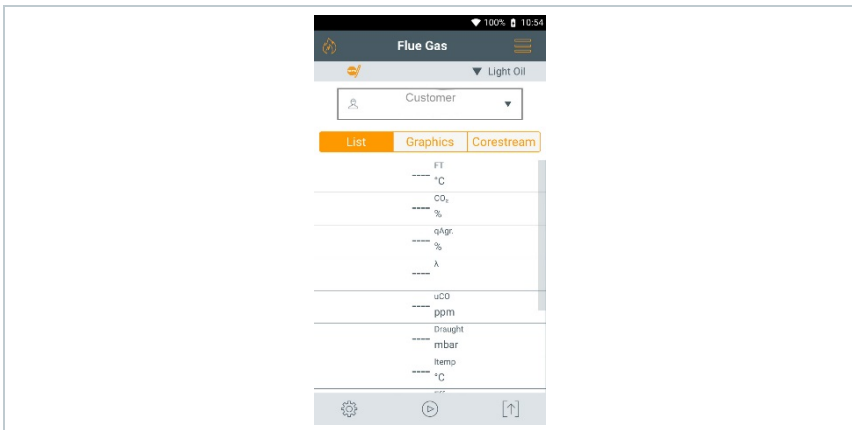 100% 10:54
Flue Gas
Light Oil
Customer
List Graphics Corestream
FT
---- °C
CO₂
---- %
qAgr.
---- %
λ
----
uCO
---- ppm
Draught
---- mbar
Itemp
---- °C